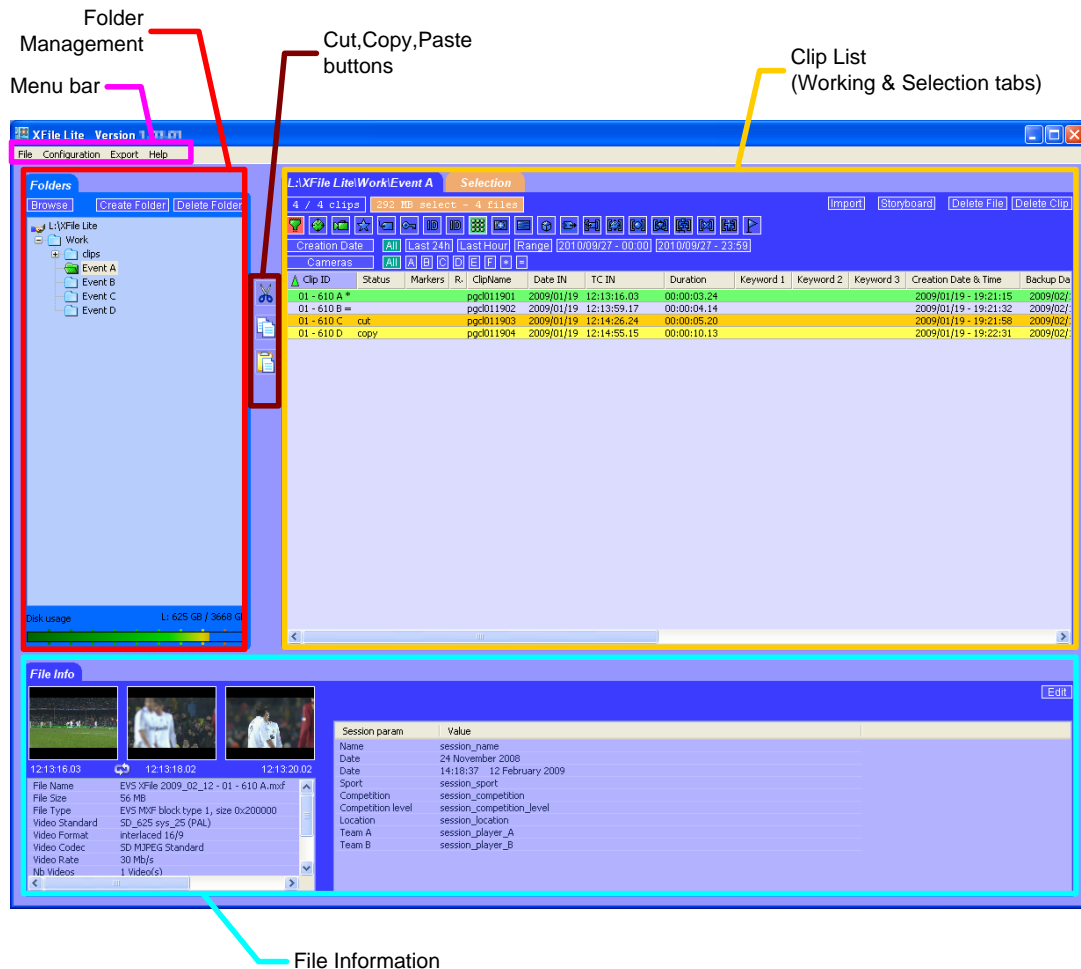 Folder
Management
Cut,Copy,Paste
buttons
Clip List
(Working & Selection tabs)
Menu bar
XFile Lite Version
File Configuration Export Help
Folders
Browse Create Folder Delete Folder
L:\XFile Lite
Work
clips
Event A
Event B
Event C
Event D
Disk usage L: 625 GB / 3668 G
L:\XFile Lite\Work\Event A Selection
4 / 4 clips 292 MB select - 4 files Import Storyboard Delete File Delete Clip
Creation Date All Last 24h Last Hour Range 2010/09/27 - 00:00 2010/09/27 - 23:59
Cameras All A B C D E F * =
Clip ID Status Markers R. ClipName Date IN TC IN Duration Keyword 1 Keyword 2 Keyword 3 Creation Date & Time Backup Da
01 - 610 A * pgcl011901 2009/01/19 12:13:16.03 00:00:03.24 2009/01/19 - 19:21:15 2009/02/
01 - 610 B = pgcl011902 2009/01/19 12:13:59.17 00:00:04.14 2009/01/19 - 19:21:32 2009/02/
01 - 610 C cut pgcl011903 2009/01/19 12:14:26.24 00:00:05.20 2009/01/19 - 19:21:58 2009/02/
01 - 610 D copy pgcl011904 2009/01/19 12:14:55.15 00:00:10.13 2009/01/19 - 19:22:31 2009/02/
File Info
Edit
12:13:16.03 12:13:18.02 12:13:20.02
File Name EVS XFile 2009_02_12 - 01 - 610 A.mxf
File Size 56 MB
File Type EVS MXF block type 1, size 0x200000
Video Standard SD_625 sys_25 (PAL)
Video Format interlaced 16/9
Video Codec SD MJPEG Standard
Video Rate 30 Mb/s
Nb Videos 1 Video(s)
Session param Value
Name session_name
Date 24 November 2008
Date 14:18:37 12 February 2009
Sport session_sport
Competition session_competition
Competition level session_competition_level
Location session_location
Team A session_player_A
Team B session_player_B
File Information